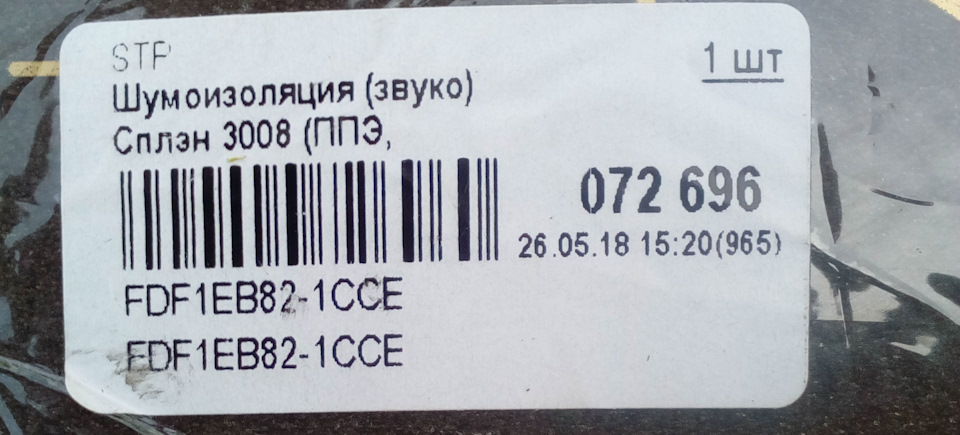 STP
1 шт
Шумоизоляция (звуко)
Сплэн 3008 (ППЭ,
072 696
26.05.18 15:20(965)
FDF1EB82-1CCE
FDF1EB82-1CCE